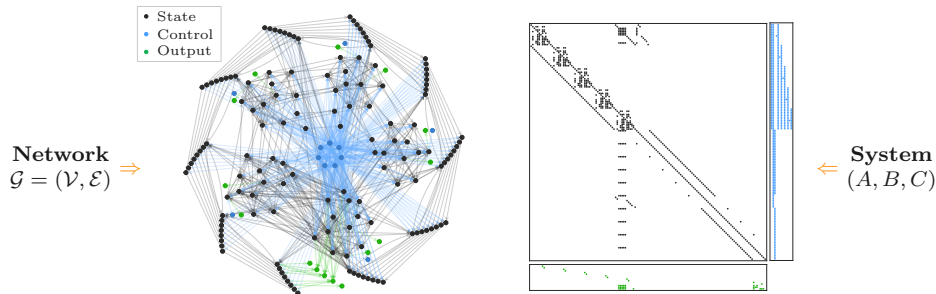 State
Control
Output
Network
𝒢 = (𝒱, ℰ)
⇒
System
(A, B, C)
⇐